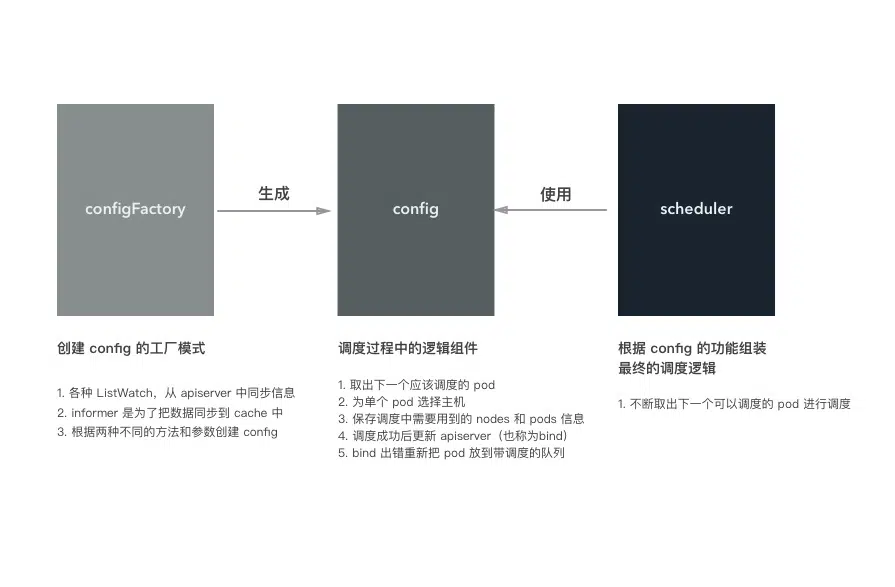 configFactory
生成
config
使用
scheduler
创建 config 的工厂模式
1. 各种 ListWatch，从 apiserver 中同步信息
2. informer 是为了把数据同步到 cache 中
3. 根据两种不同的方法和参数创建 config
调度过程中的逻辑组件
1. 取出下一个应该调度的 pod
2. 为单个 pod 选择主机
3. 保存调度中需要用到的 nodes 和 pods 信息
4. 调度成功后更新 apiserver（也称为bind）
5. bind 出错重新把 pod 放到带调度的队列
根据 config 的功能组装
最终的调度逻辑
1. 不断取出下一个可以调度的 pod 进行调度